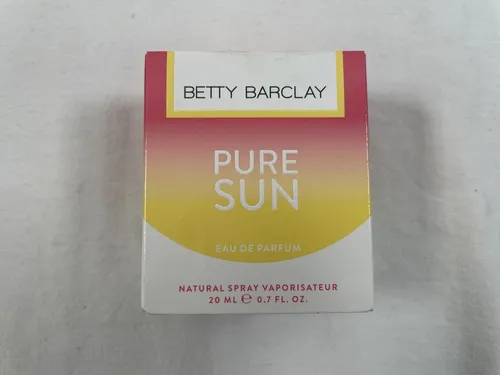 BETTY BARCLAY
PURE
SUN
EAU DE PARFUM
NATURAL SPRAY VAPORISATEUR
20 ML ℮ 0.7 FL. OZ.